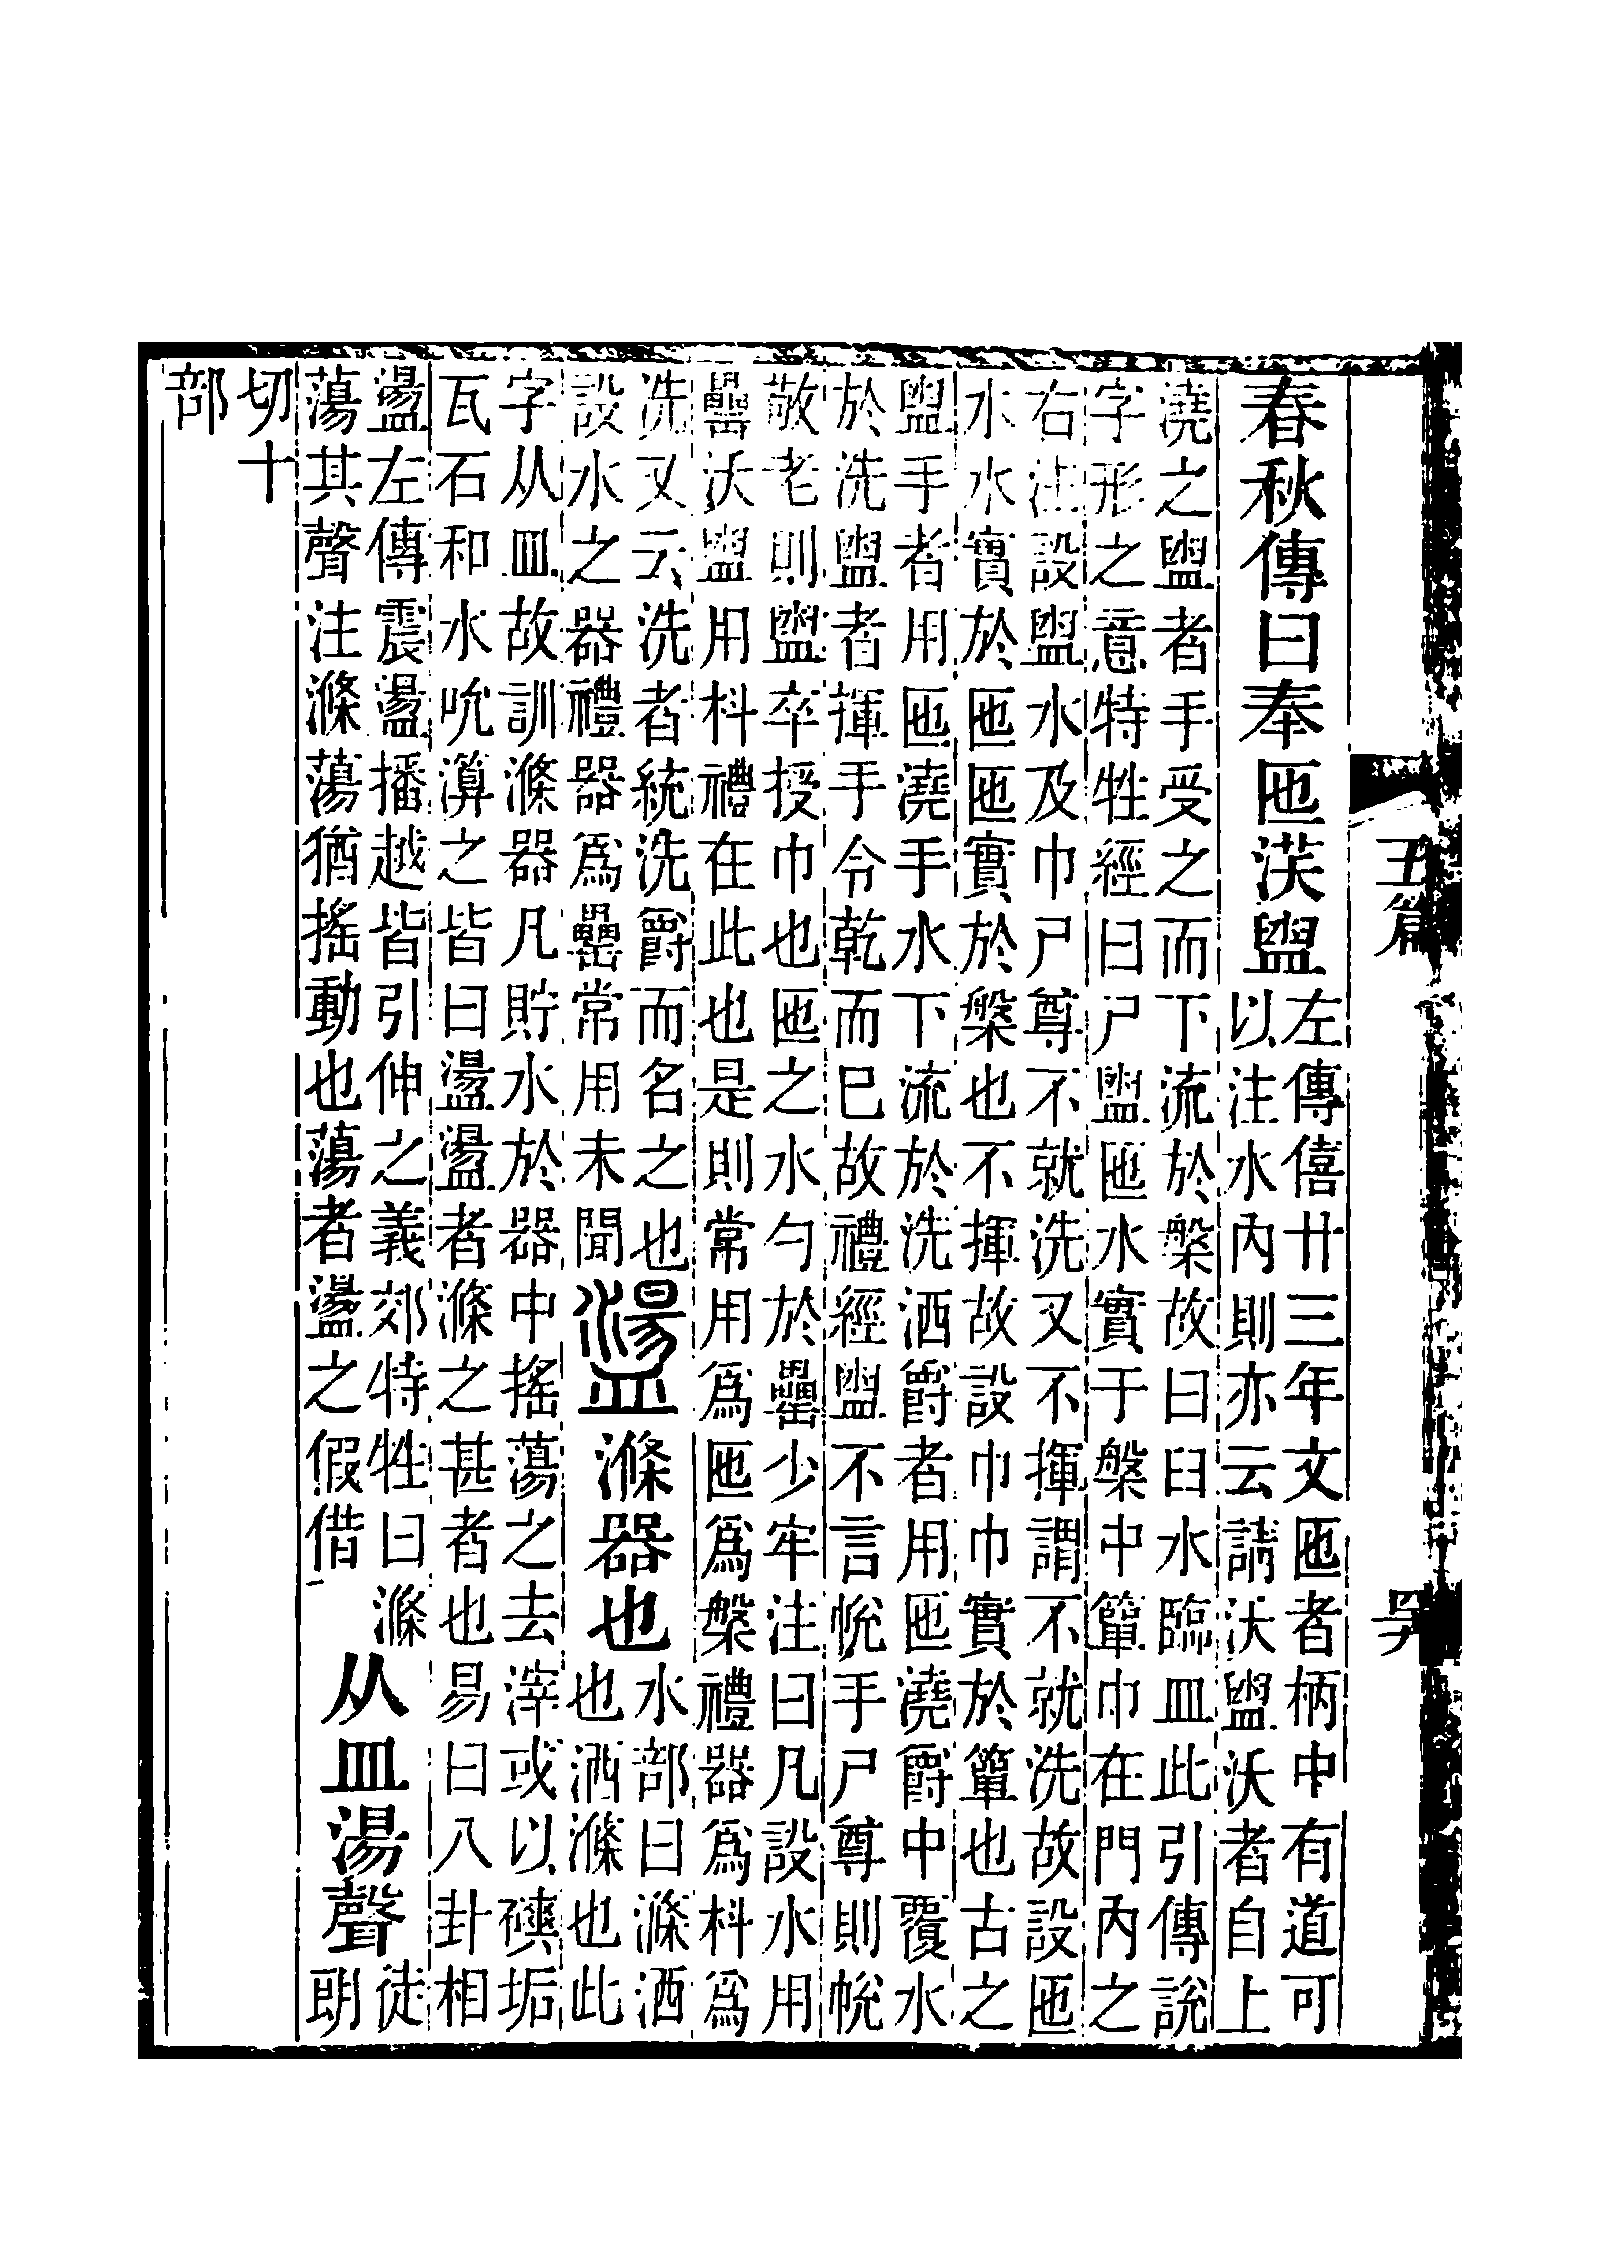 春秋傳曰奉匜𣵽盥左傳僖廿三年文匜者柄中有道可
以注水內則亦云請沃盥沃者自上
澆之盥者手受之而下流於槃故曰臼水臨皿此引傳說
字形之意特牲經曰尸盥匜水實于槃中簞巾在門內之
右注設盥水及巾尸尊不就洗又不揮謂不就洗故設匜
水水實於匜匜實於槃也不揮故設巾巾實於簞也古之
盥手者用匜澆手水下流於洗洒爵者用匜澆爵中覆水
於洗盥者揮手令乾而巳故禮經盥不言帨手尸尊則帨
敬老則盥卒授巾也匜之水勺於罍少牢注曰凡設水用
罍沃盥用枓禮在此也是則常用爲匜爲槃禮器爲枓爲
洗又云洗者統洗爵而名之也
設水之器禮器爲罍常用未聞
盪滌器也水部曰滌洒
也洒滌也此
字从皿故訓滌器凡貯水於器中搖蕩之去滓或以磢垢
瓦石和水吮之皆曰盪盪者滌之甚者也易曰八卦相
盪左傳震盪播越皆引伸之義郊特牲曰滌
蕩其聲注滌蕩猶搖動也蕩者盪之假借
从皿湯聲徒
朗
切十
部
五篇